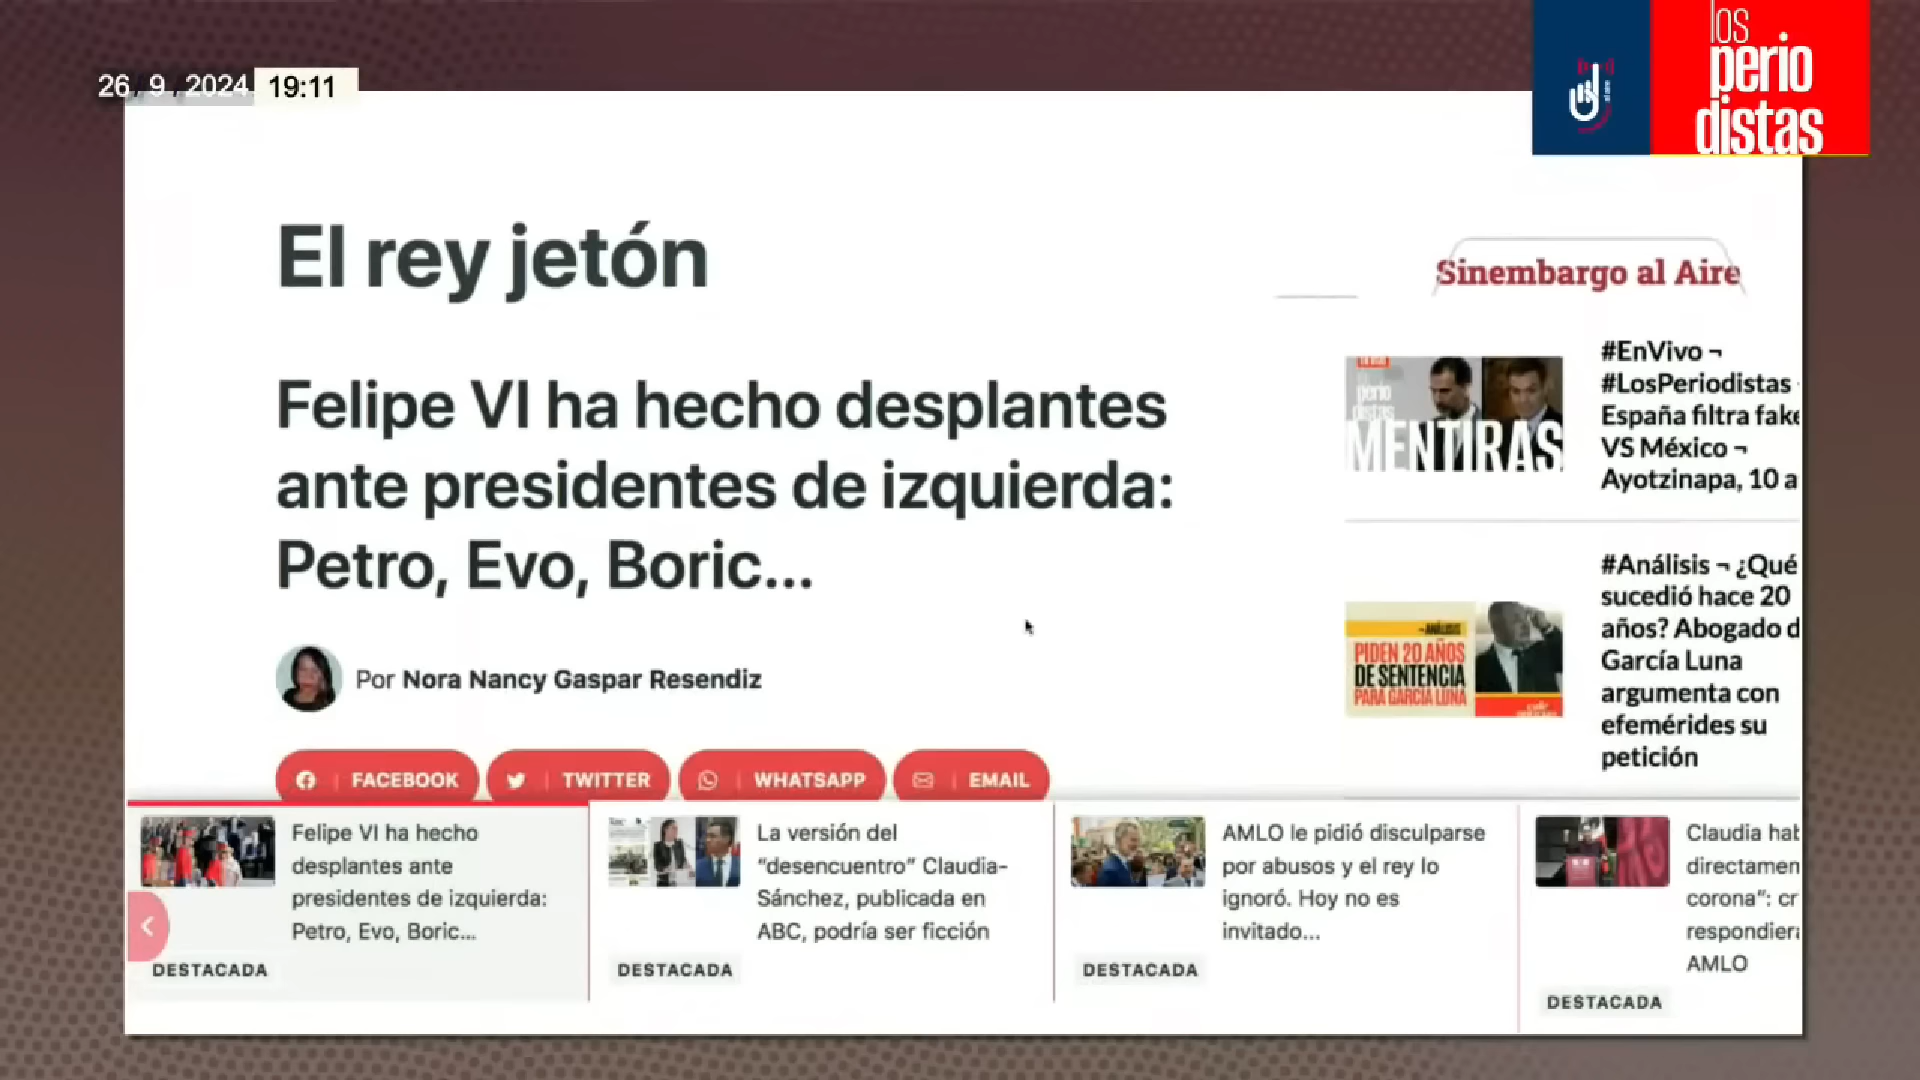 26.9.2024 19:11
los
perio
distas
El rey jetón
Felipe VI ha hecho desplantes
ante presidentes de izquierda:
Petro, Evo, Boric...
Por Nora Nancy Gaspar Resendiz
FACEBOOK
TWITTER
WHATSAPP
EMAIL
Sinembargo al Aire
perio
distas
MENTIRAS
#EnVivo ¬
#LosPeriodistas
España filtra fake
VS México ¬
Ayotzinapa, 10 a
ANÁLISIS
PIDEN 20 AÑOS
DE SENTENCIA
PARA GARCÍA LUNA
#Análisis ¬ ¿Qué
sucedió hace 20
años? Abogado d
García Luna
argumenta con
efemérides su
petición
Felipe VI ha hecho
desplantes ante
presidentes de izquierda:
Petro, Evo, Boric...
DESTACADA
La versión del
“desencuentro” Claudia-
Sánchez, publicada en
ABC, podría ser ficción
DESTACADA
AMLO le pidió disculparse
por abusos y el rey lo
ignoró. Hoy no es
invitado...
DESTACADA
Claudia hab
directamen
corona”: cr
respondiera
AMLO
DESTACADA